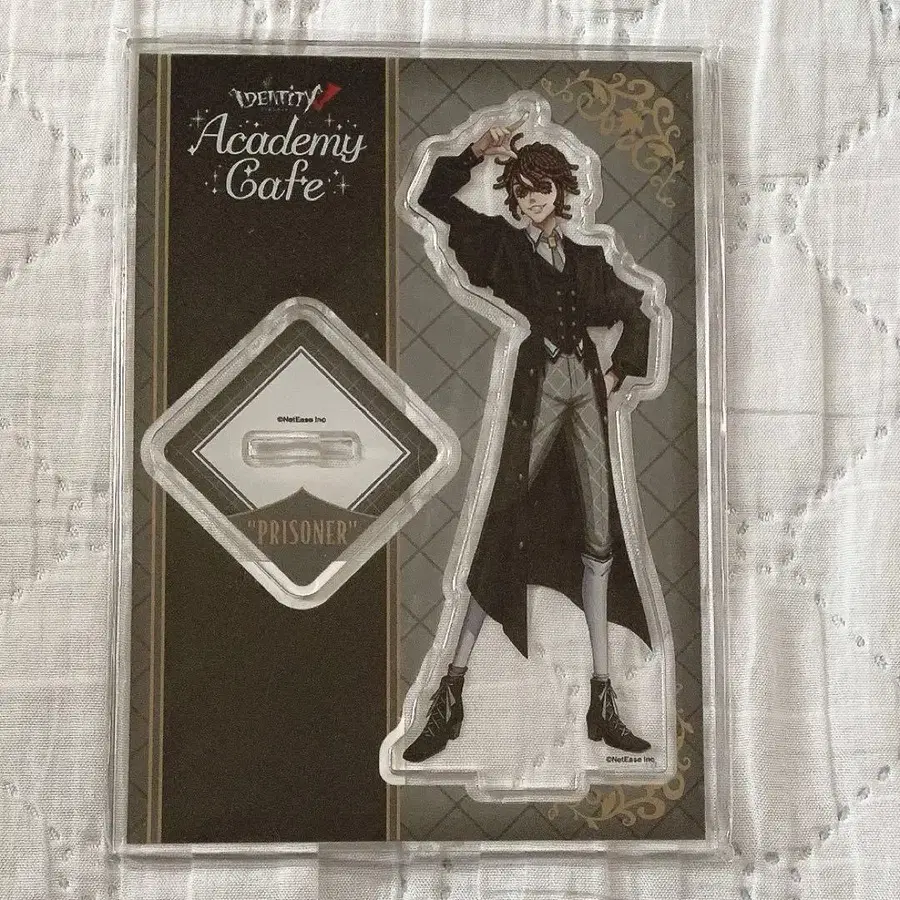 IDENTITY V
Academy
Cafe
©NetEase Inc
"PRISONER"
©NetEase Inc